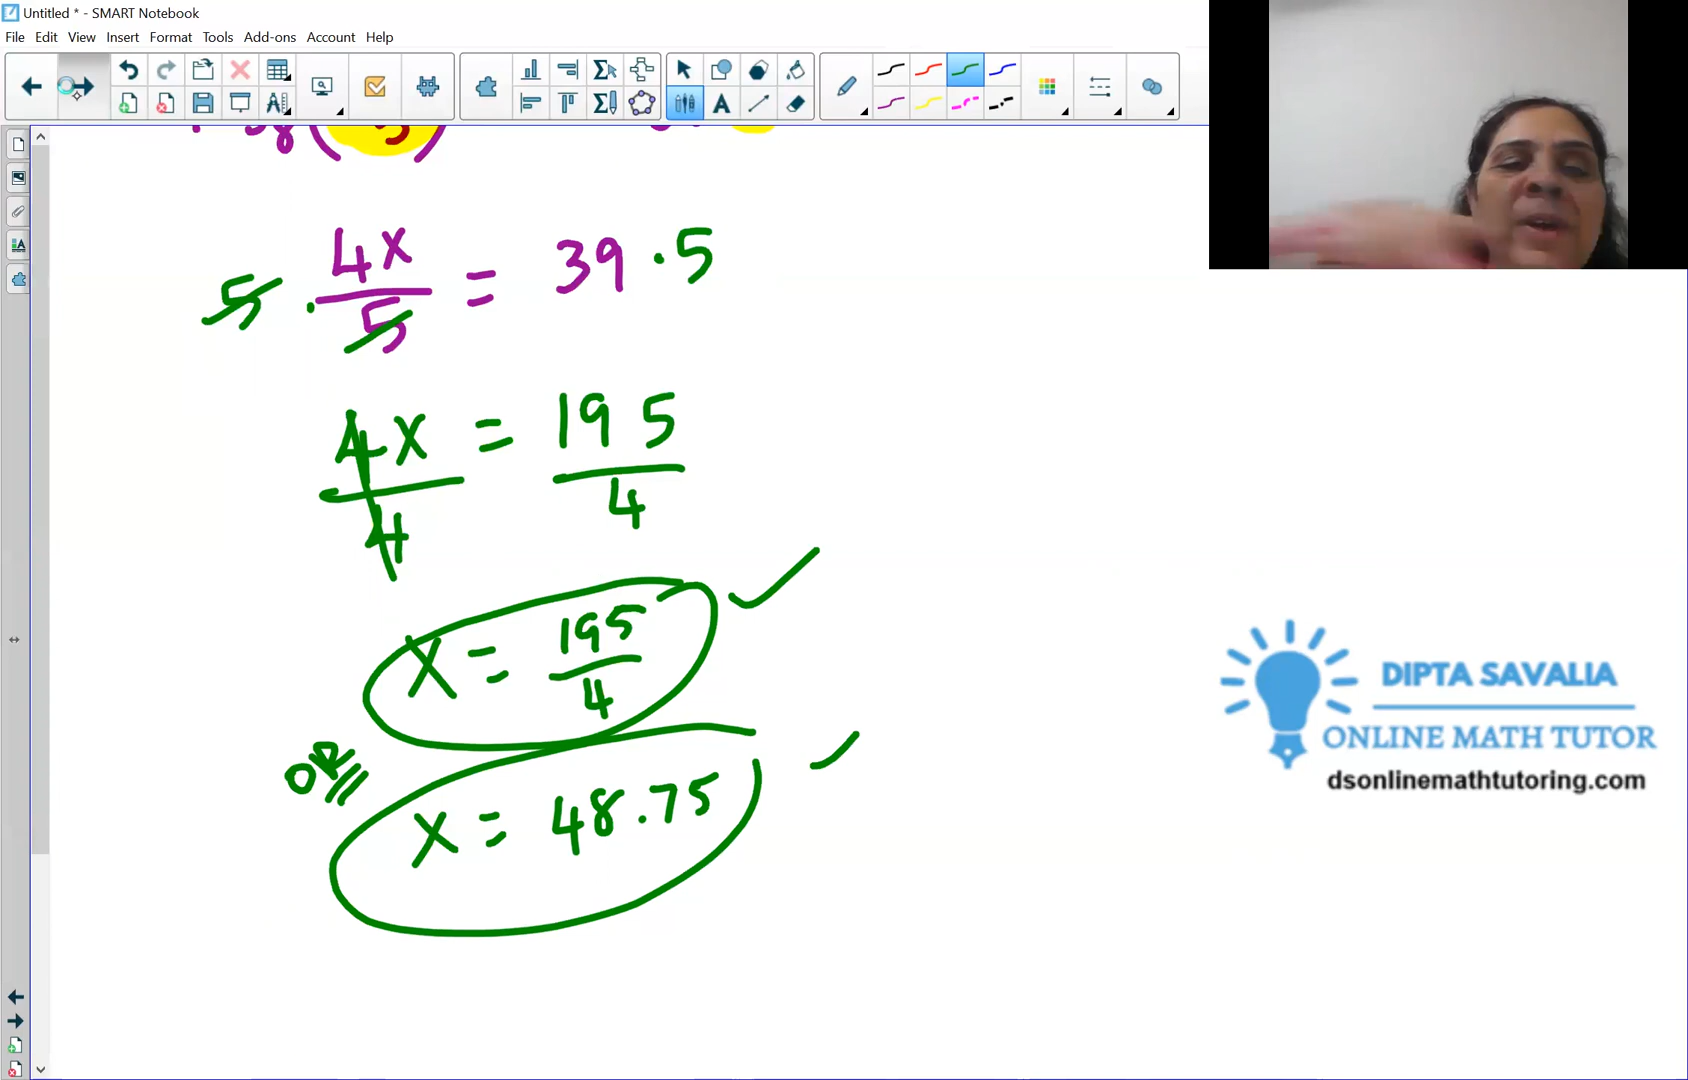 Untitled * - SMART Notebook
File Edit View Insert Format Tools Add-ons Account Help
5 · 4x/5 = 39 · 5
4x/4 = 195/4
x = 195/4
OR
x = 48.75
DIPTA SAVALIA
ONLINE MATH TUTOR
dsonlinemathtutoring.com